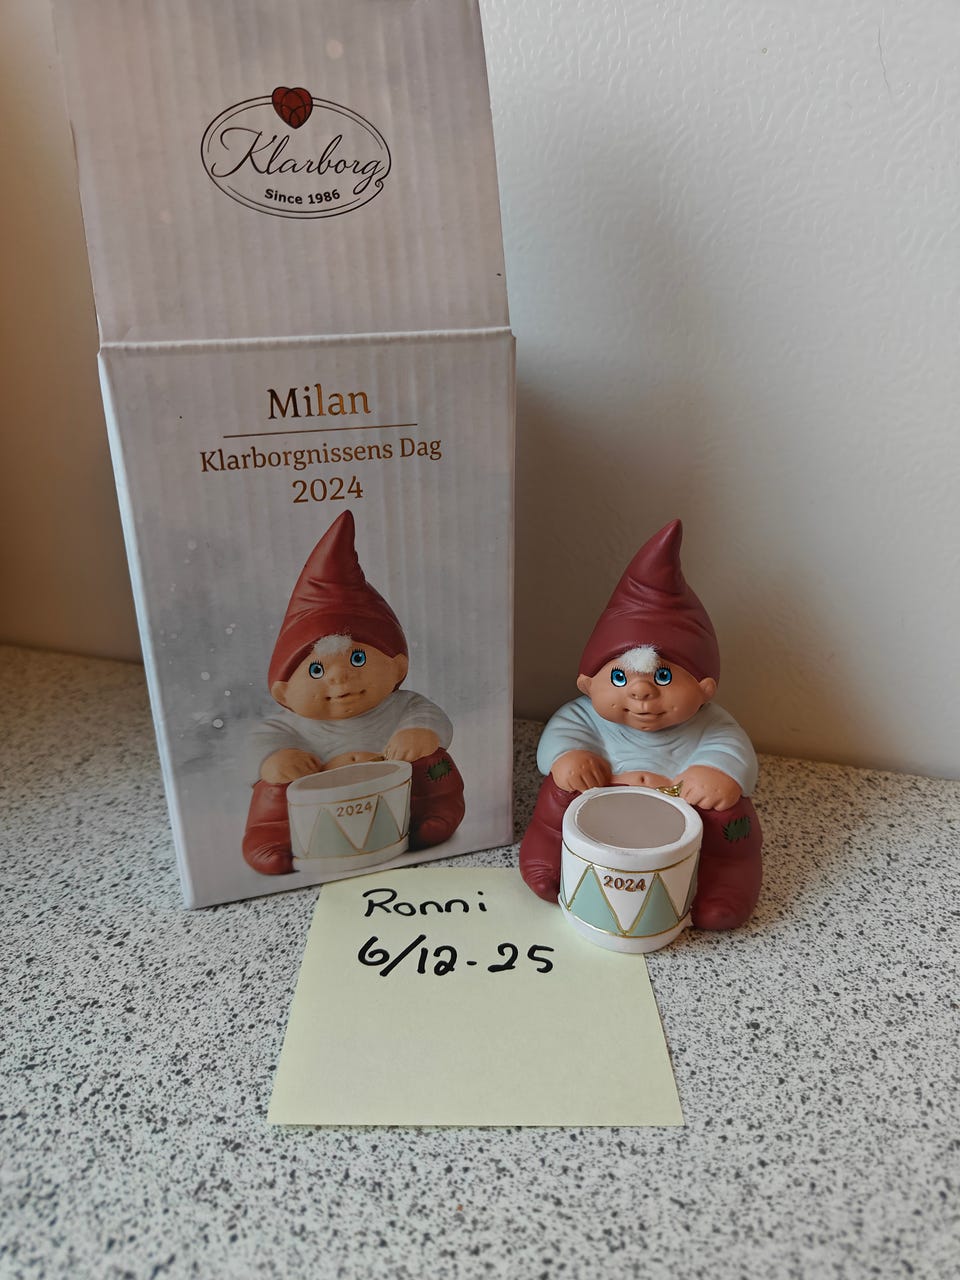 Klarborg
Since 1986
Milan
Klarborgnissens Dag
2024
2024
2024
Ronni
6/12-25